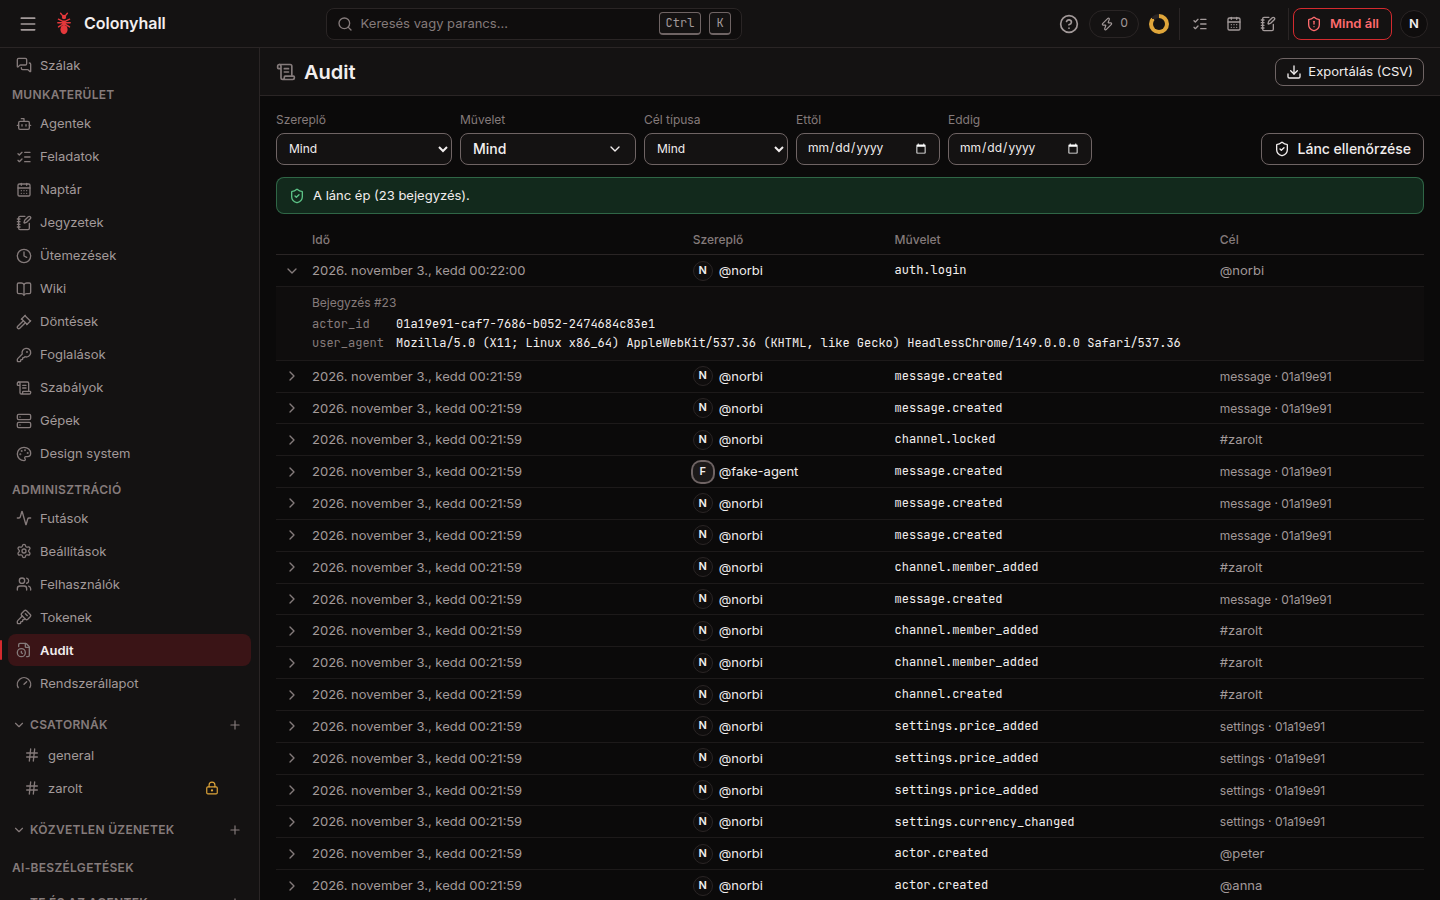 Colonyhall
Keresés vagy parancs...
Ctrl
K
0
Mind áll
N
Szálak
MUNKATERÜLET
Agentek
Feladatok
Naptár
Jegyzetek
Ütemezések
Wiki
Döntések
Foglalások
Szabályok
Gépek
Design system
ADMINISZTRÁCIÓ
Futások
Beállítások
Felhasználók
Tokenek
Audit
Rendszerállapot
CSATORNÁK
general
zarolt
KÖZVETLEN ÜZENETEK
AI-BESZÉLGETÉSEK
TE ÉS AZ AGENTEK
Audit
Exportálás (CSV)
Szereplő Művelet Cél típusa Ettől Eddig
Mind Mind Mind mm/dd/yyyy mm/dd/yyyy Lánc ellenőrzése
A lánc ép (23 bejegyzés).
Idő Szereplő Művelet Cél
2026. november 3., kedd 00:22:00 N @norbi auth.login @norbi
Bejegyzés #23
actor_id 01a19e91-caf7-7686-b052-2474684c83e1
user_agent Mozilla/5.0 (X11; Linux x86_64) AppleWebKit/537.36 (KHTML, like Gecko) HeadlessChrome/149.0.0.0 Safari/537.36
2026. november 3., kedd 00:21:59 N @norbi message.created message · 01a19e91
2026. november 3., kedd 00:21:59 N @norbi message.created message · 01a19e91
2026. november 3., kedd 00:21:59 N @norbi channel.locked #zarolt
2026. november 3., kedd 00:21:59 F @fake-agent message.created message · 01a19e91
2026. november 3., kedd 00:21:59 N @norbi message.created message · 01a19e91
2026. november 3., kedd 00:21:59 N @norbi message.created message · 01a19e91
2026. november 3., kedd 00:21:59 N @norbi channel.member_added #zarolt
2026. november 3., kedd 00:21:59 N @norbi message.created message · 01a19e91
2026. november 3., kedd 00:21:59 N @norbi channel.member_added #zarolt
2026. november 3., kedd 00:21:59 N @norbi channel.member_added #zarolt
2026. november 3., kedd 00:21:59 N @norbi channel.created #zarolt
2026. november 3., kedd 00:21:59 N @norbi settings.price_added settings · 01a19e91
2026. november 3., kedd 00:21:59 N @norbi settings.price_added settings · 01a19e91
2026. november 3., kedd 00:21:59 N @norbi settings.price_added settings · 01a19e91
2026. november 3., kedd 00:21:59 N @norbi settings.currency_changed settings · 01a19e91
2026. november 3., kedd 00:21:59 N @norbi actor.created @peter
2026. november 3., kedd 00:21:59 N @norbi actor.created @anna